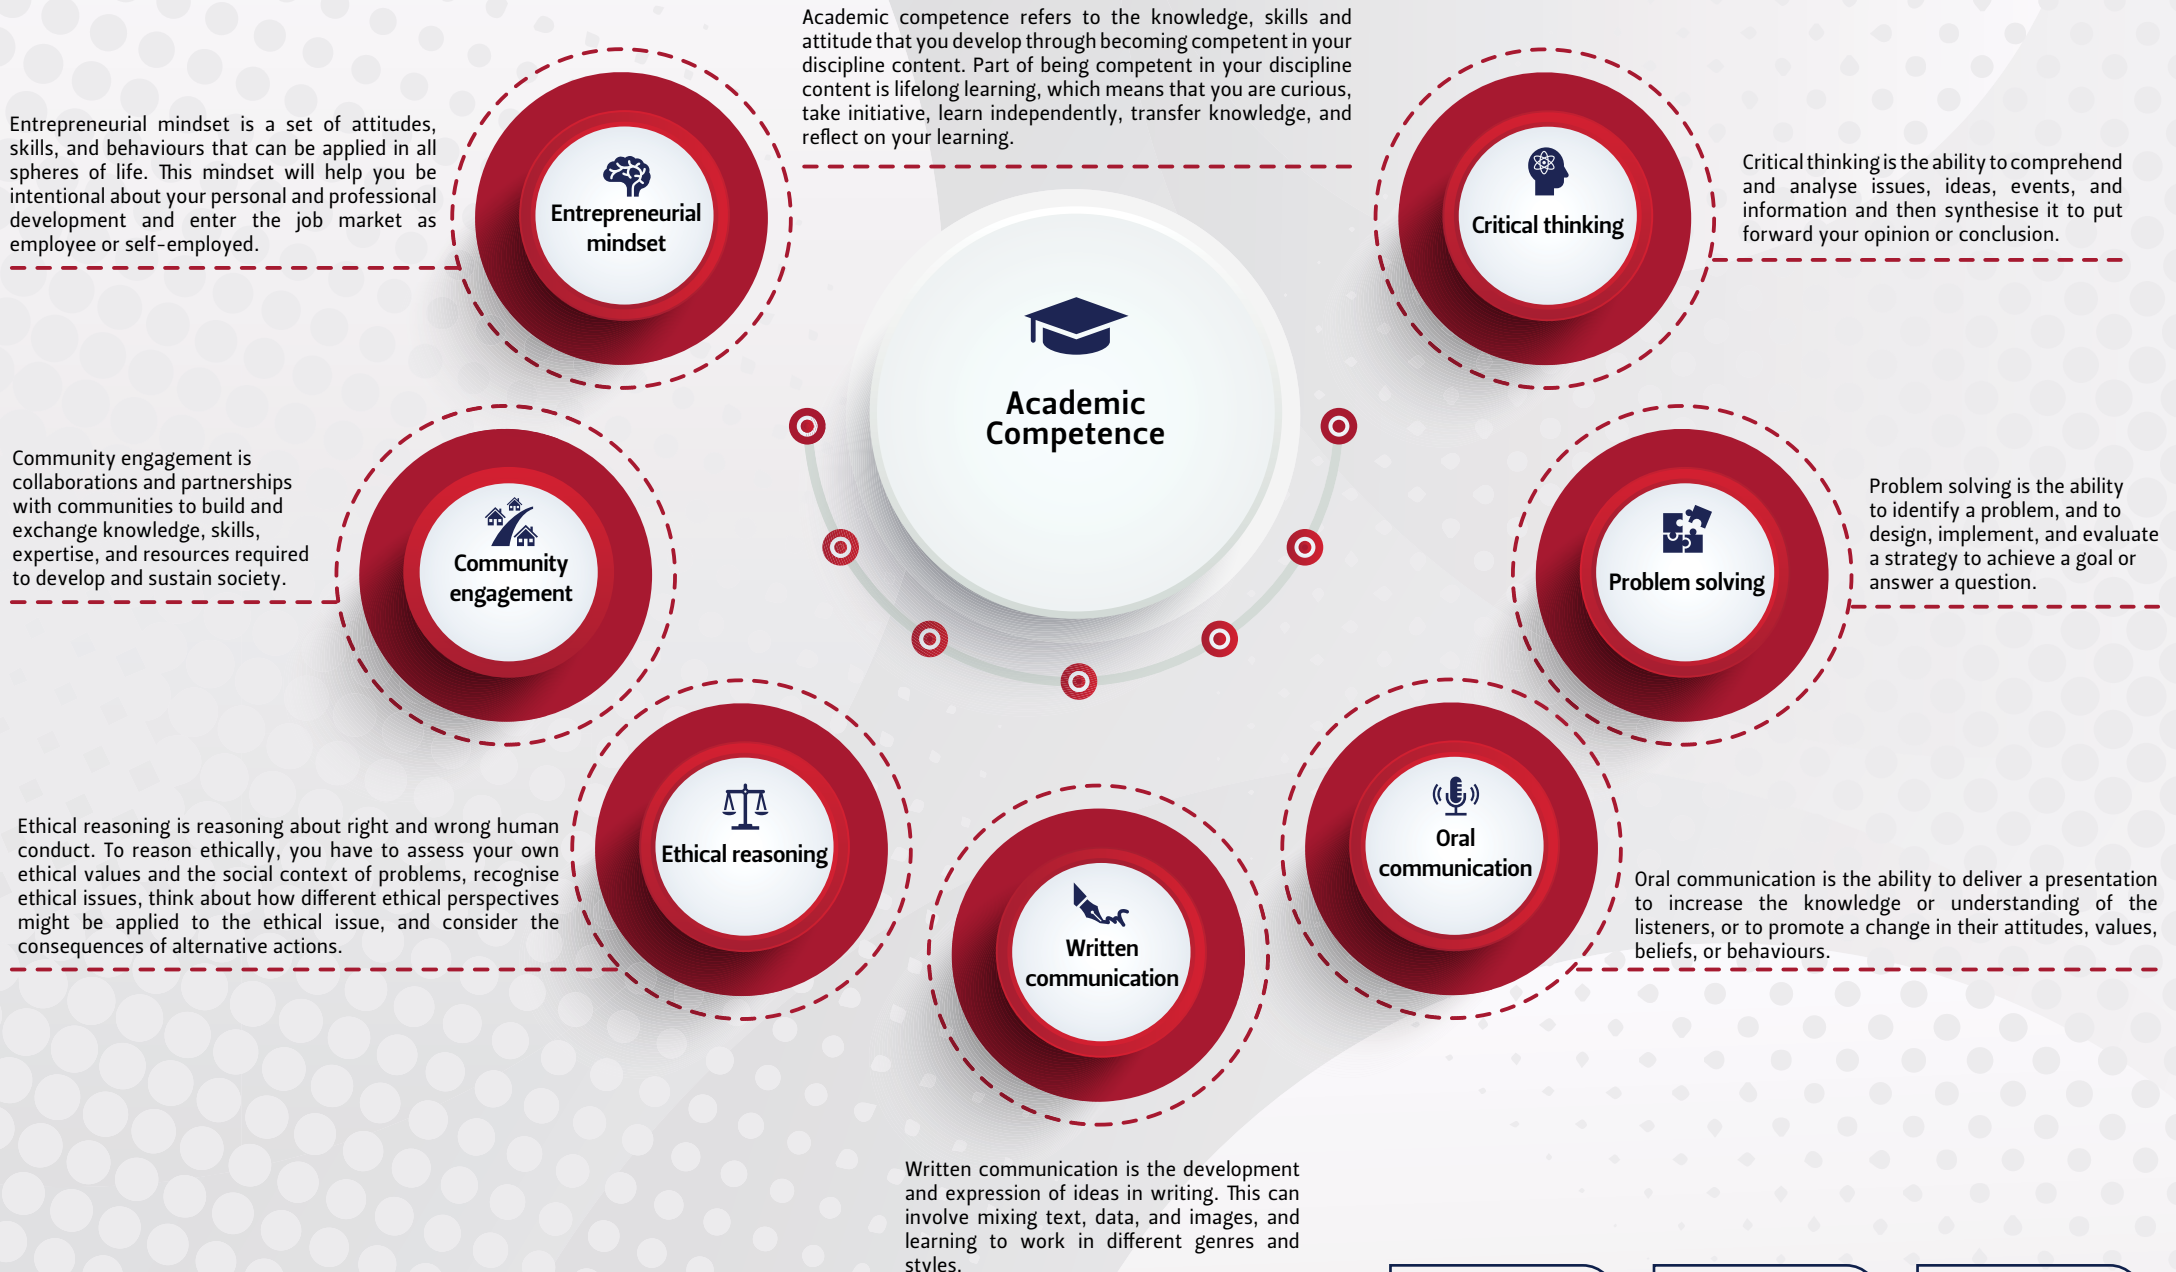 Academic competence refers to the knowledge, skills and
attitude that you develop through becoming competent in your
discipline content. Part of being competent in your discipline
content is lifelong learning, which means that you are curious,
take initiative, learn independently, transfer knowledge, and
reflect on your learning.
Entrepreneurial mindset is a set of attitudes,
skills, and behaviours that can be applied in all
spheres of life. This mindset will help you be
intentional about your personal and professional
development and enter the job market as
employee or self-employed.
Entrepreneurial
mindset
Academic
Competence
Critical thinking
Critical thinking is the ability to comprehend
and analyse issues, ideas, events, and
information and then synthesise it to put
forward your opinion or conclusion.
Community engagement is
collaborations and partnerships
with communities to build and
exchange knowledge, skills,
expertise, and resources required
to develop and sustain society.
Community
engagement
Problem solving
Problem solving is the ability
to identify a problem, and to
design, implement, and evaluate
a strategy to achieve a goal or
answer a question.
Ethical reasoning is reasoning about right and wrong human
conduct. To reason ethically, you have to assess your own
ethical values and the social context of problems, recognise
ethical issues, think about how different ethical perspectives
might be applied to the ethical issue, and consider the
consequences of alternative actions.
Ethical reasoning
Written
communication
Oral
communication
Oral communication is the ability to deliver a presentation
to increase the knowledge or understanding of the
listeners, or to promote a change in their attitudes, values,
beliefs, or behaviours.
Written communication is the development
and expression of ideas in writing. This can
involve mixing text, data, and images, and
learning to work in different genres and
styles.